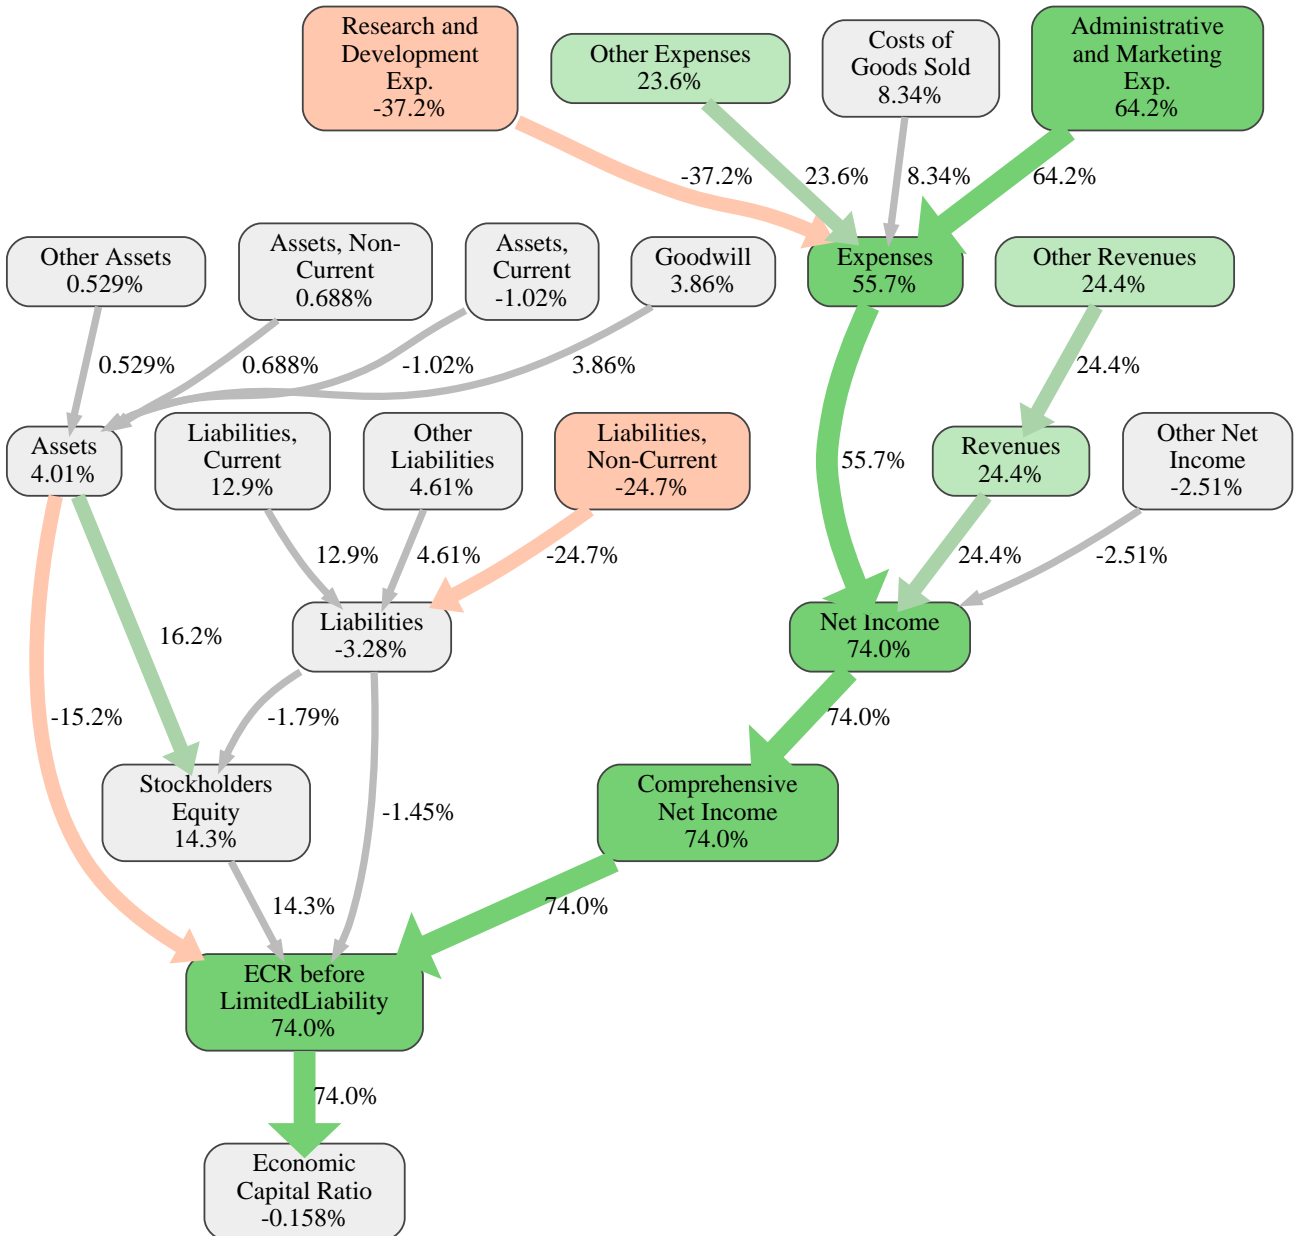 Research and
Development
Exp.
-37.2%
Other Expenses
23.6%
Costs of
Goods Sold
8.34%
Administrative
and Marketing
Exp.
64.2%
-37.2%
23.6%
8.34%
64.2%
Other Assets
0.529%
Assets, Non-
Current
0.688%
Assets,
Current
-1.02%
Goodwill
3.86%
Expenses
55.7%
Other Revenues
24.4%
0.529%
0.688%
-1.02%
3.86%
24.4%
Assets
4.01%
Liabilities,
Current
12.9%
Other
Liabilities
4.61%
Liabilities,
Non-Current
-24.7%
55.7%
Revenues
24.4%
Other Net
Income
-2.51%
12.9%
4.61%
-24.7%
24.4%
-2.51%
Liabilities
-3.28%
Net Income
74.0%
16.2%
-15.2%
-1.79%
74.0%
Stockholders
Equity
14.3%
-1.45%
Comprehensive
Net Income
74.0%
14.3%
74.0%
ECR before
LimitedLiability
74.0%
74.0%
Economic
Capital Ratio
-0.158%